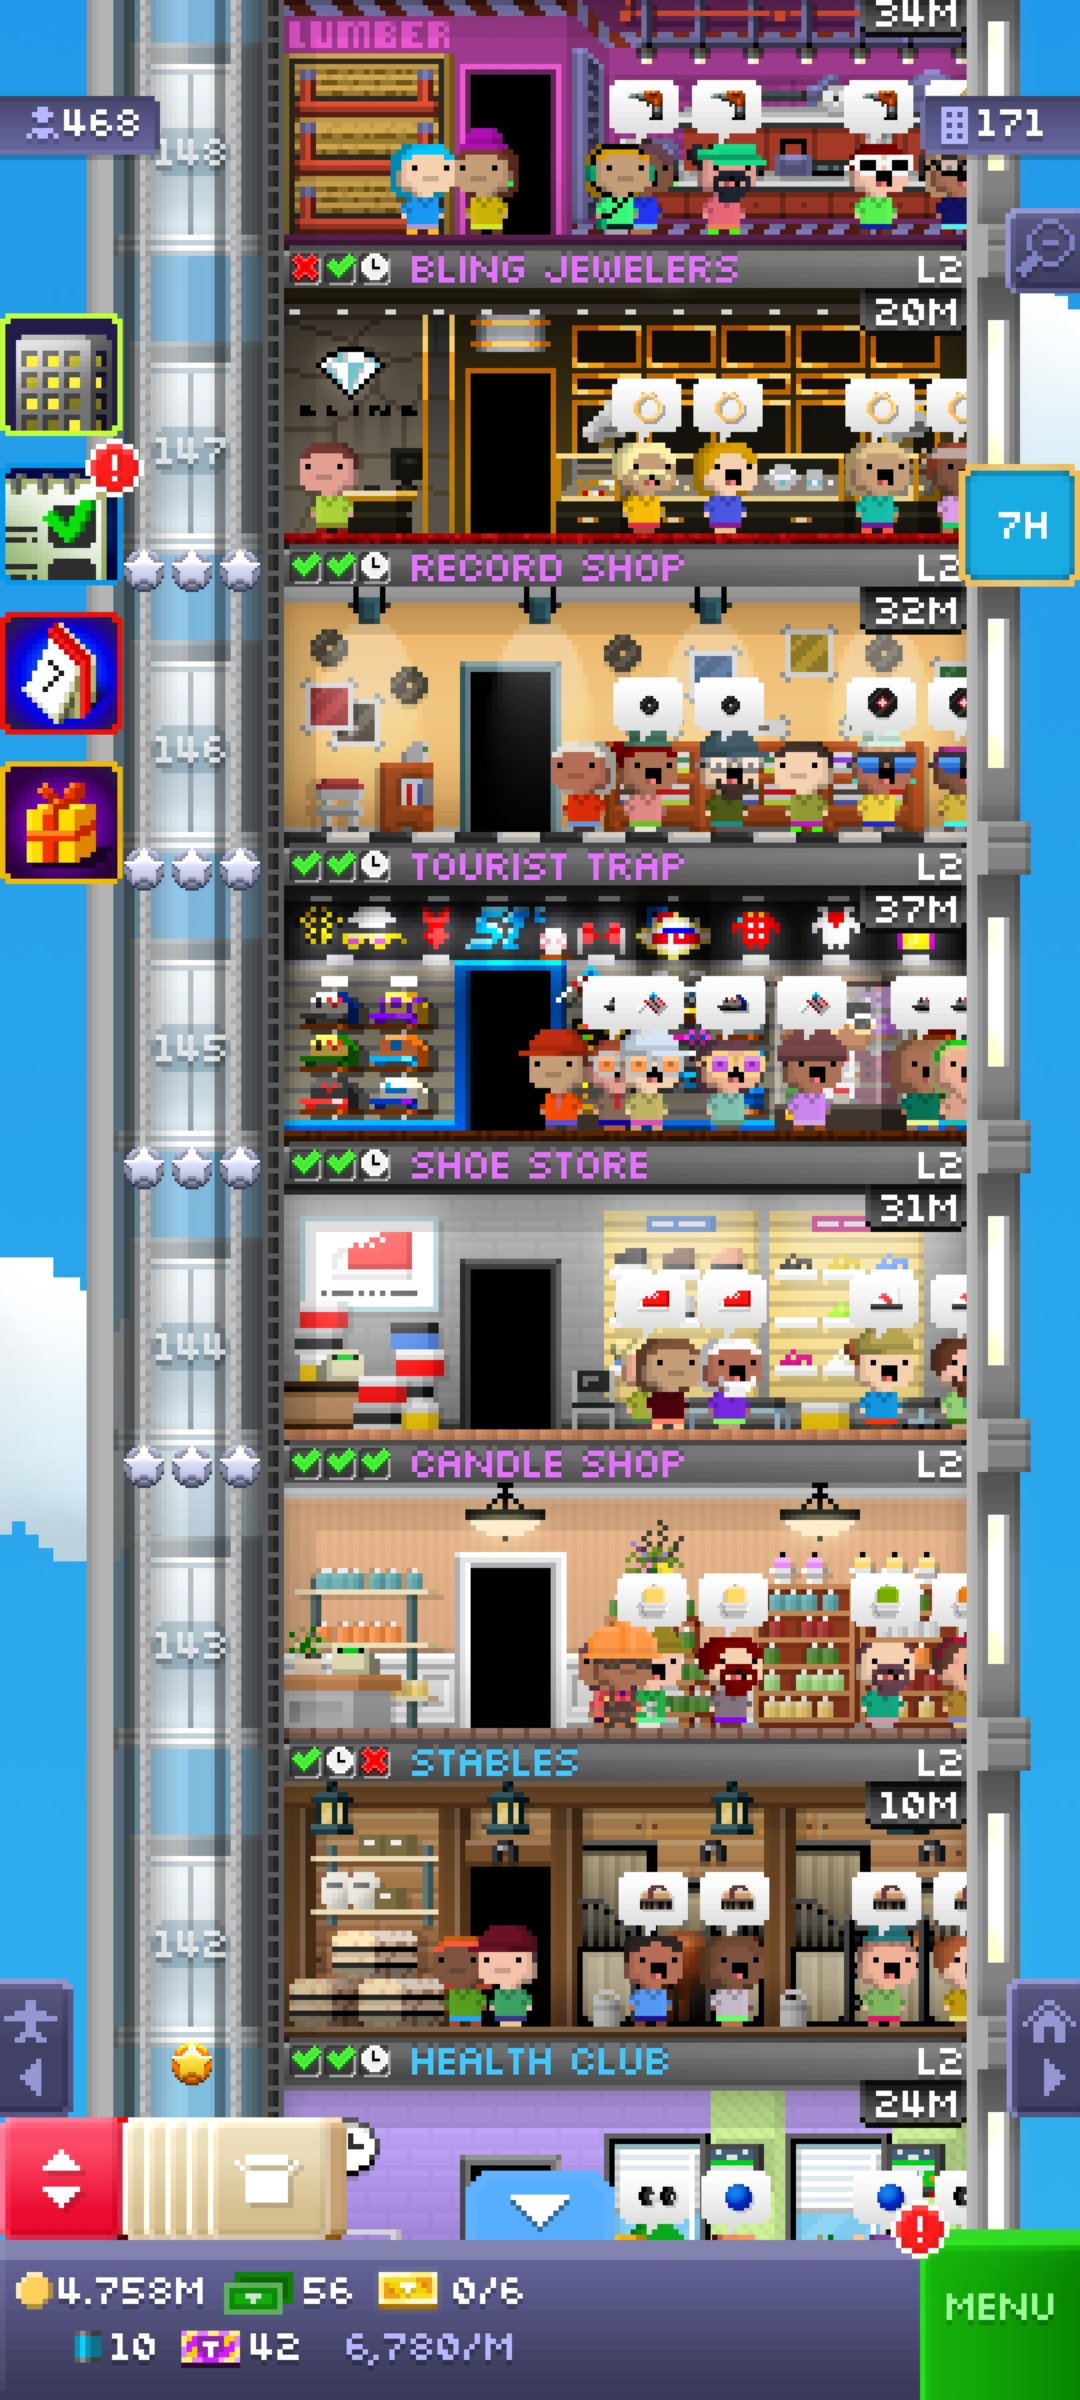 LUMBER
34M
468
148
171
BLING JEWELERS
L2
20M
BLING
147
7H
RECORD SHOP
L2
32M
7
146
TOURIST TRAP
L2
37M
145
SHOE STORE
L2
31M
144
CANDLE SHOP
L2
143
STABLES
L2
10M
142
HEALTH CLUB
L2
24M
4.758M
56
0/6
MENU
10
T
42
6,780/M